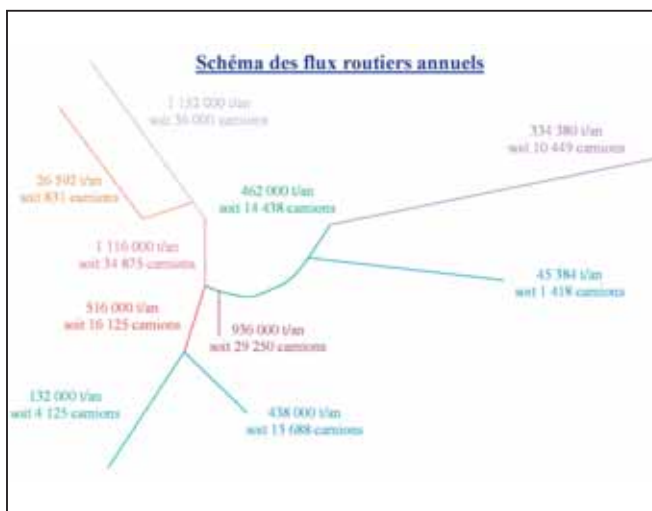 Schéma des flux routiers annuels
1 152 000 t/an
soit 36 000 camions
334 380 t/an
soit 10 449 camions
26 592 t/an
soit 831 camions
462 000 t/an
soit 14 438 camions
1 116 000 t/an
soit 34 875 camions
45 384 t/an
soit 1 418 camions
516 000 t/an
soit 16 125 camions
936 000 t/an
soit 29 250 camions
132 000 t/an
soit 4 125 camions
438 000 t/an
soit 13 688 camions